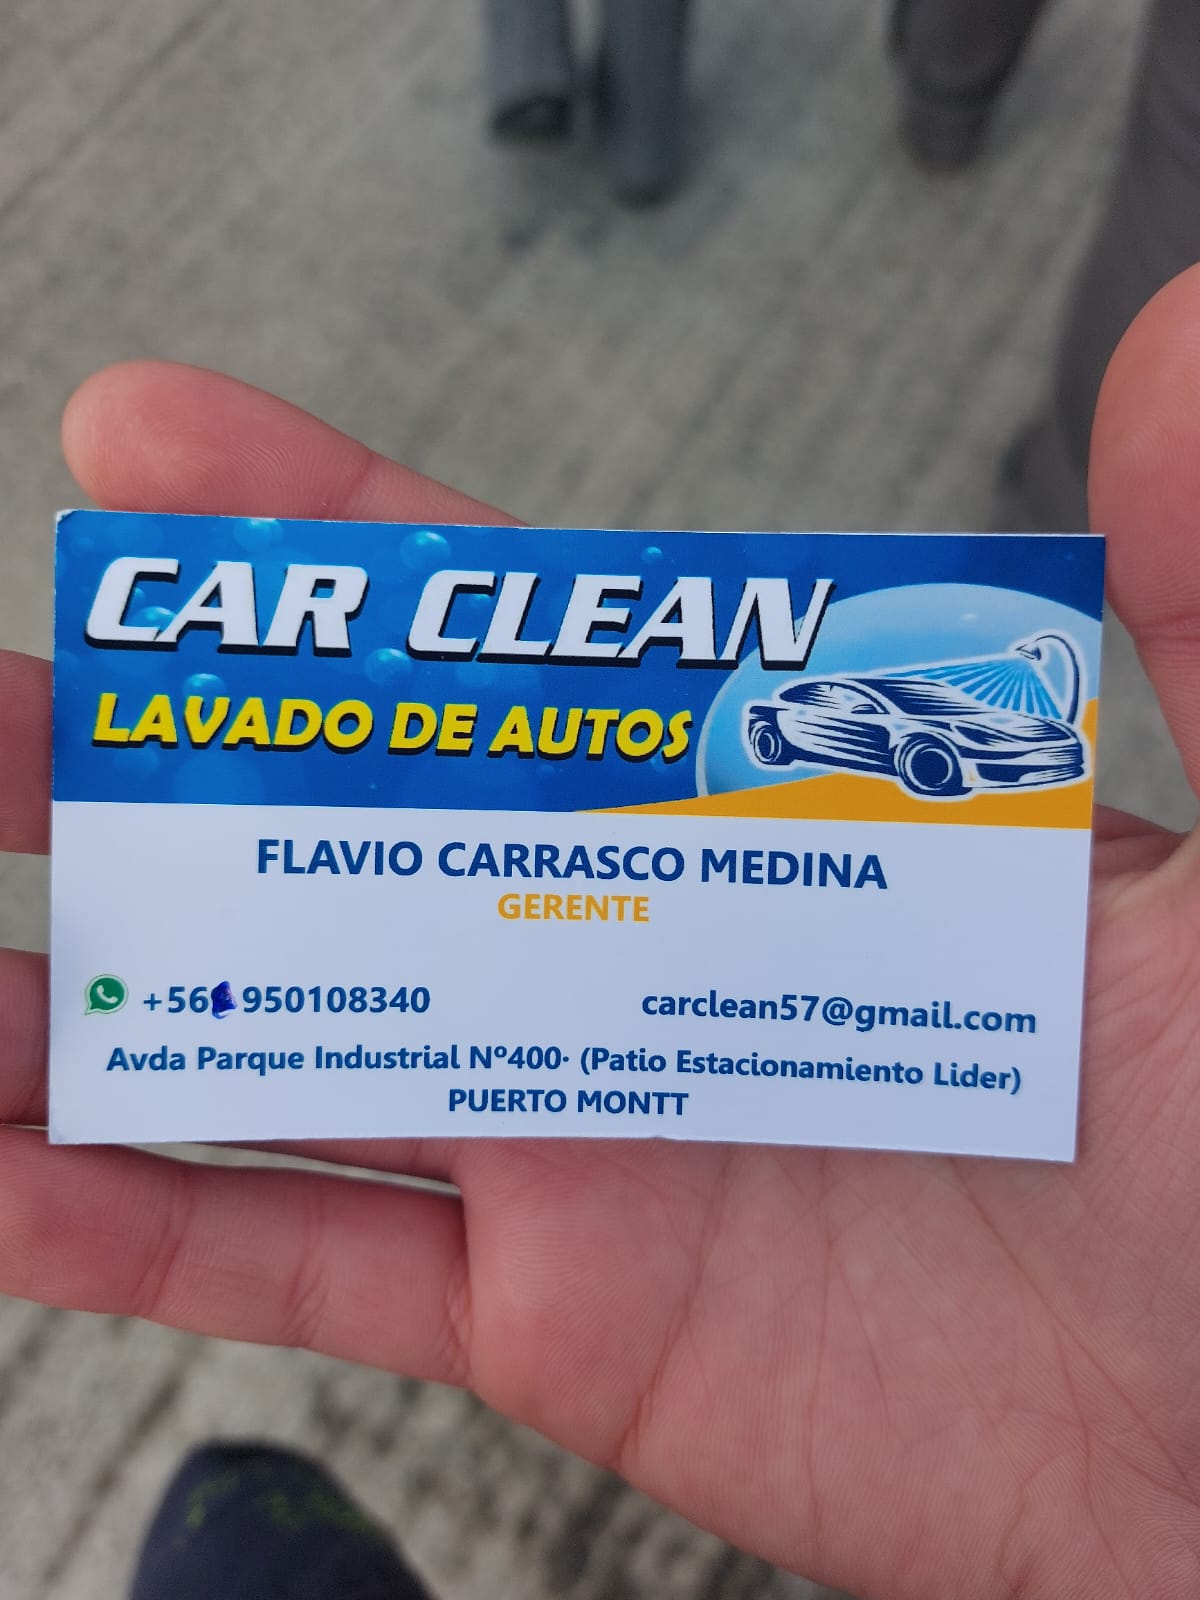 CAR CLEAN
LAVADO DE AUTOS
FLAVIO CARRASCO MEDINA
GERENTE
+56 950108340
carclean57@gmail.com
Avda Parque Industrial Nº400· (Patio Estacionamiento Lider)
PUERTO MONTT